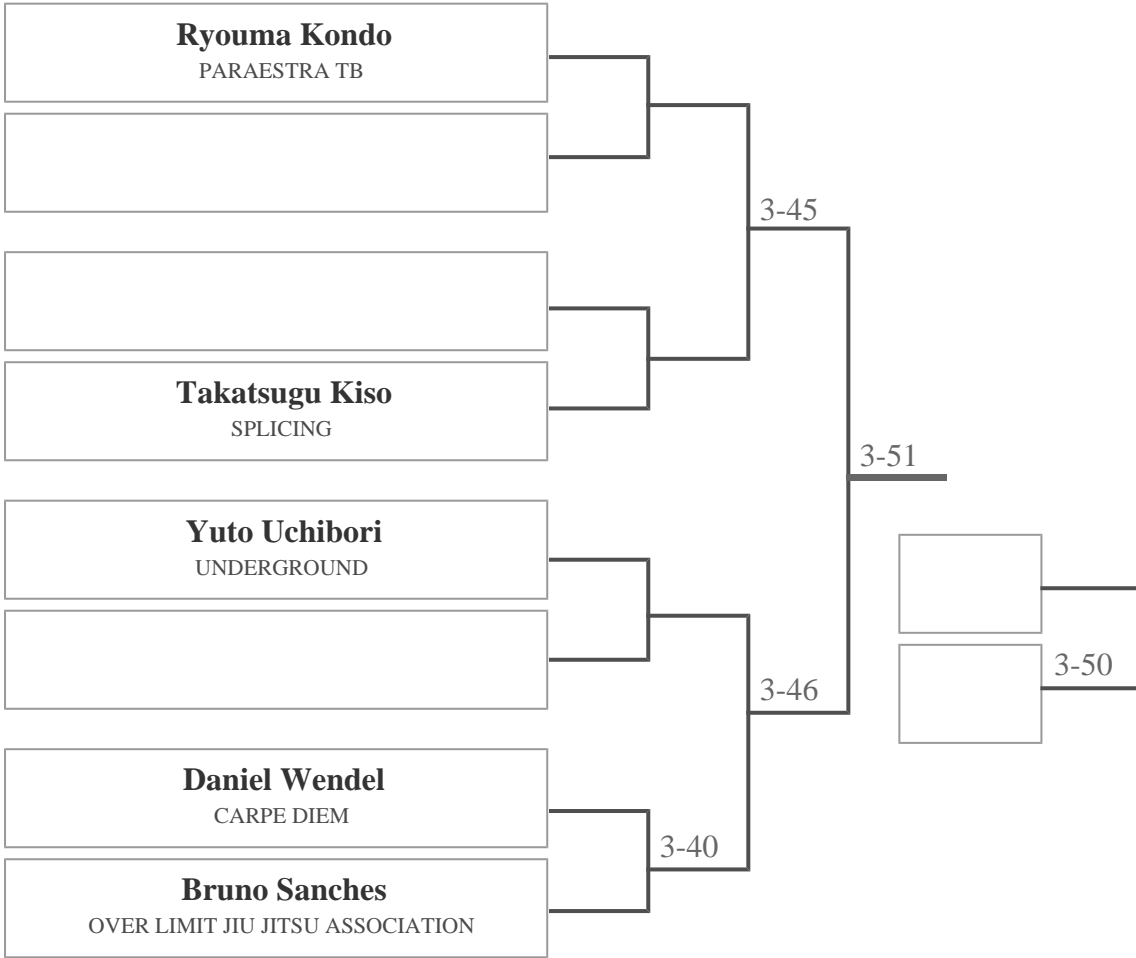 Ryouma Kondo
PARAESTRA TB
3-45
Takatsugu Kiso
SPLICING
3-51
Yuto Uchibori
UNDERGROUND
3-50
3-46
Daniel Wendel
CARPE DIEM
3-40
Bruno Sanches
OVER LIMIT JIU JITSU ASSOCIATION